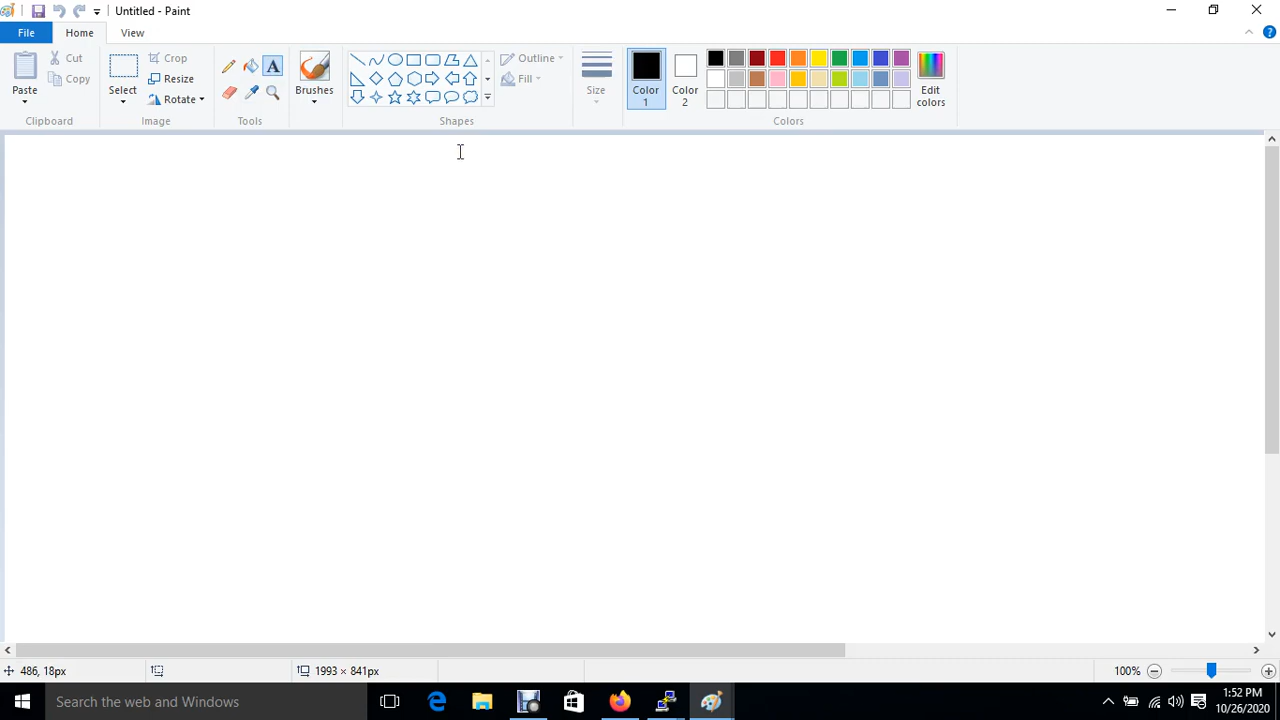 Untitled - Paint
File Home View
Paste Cut Copy Clipboard
Select Crop Resize Rotate Image
A Tools
Brushes
Shapes Outline Fill
Size
Color 1 Color 2 Edit colors Colors
486, 18px 1993 × 841px 100%
Search the web and Windows
1:52 PM
10/26/2020